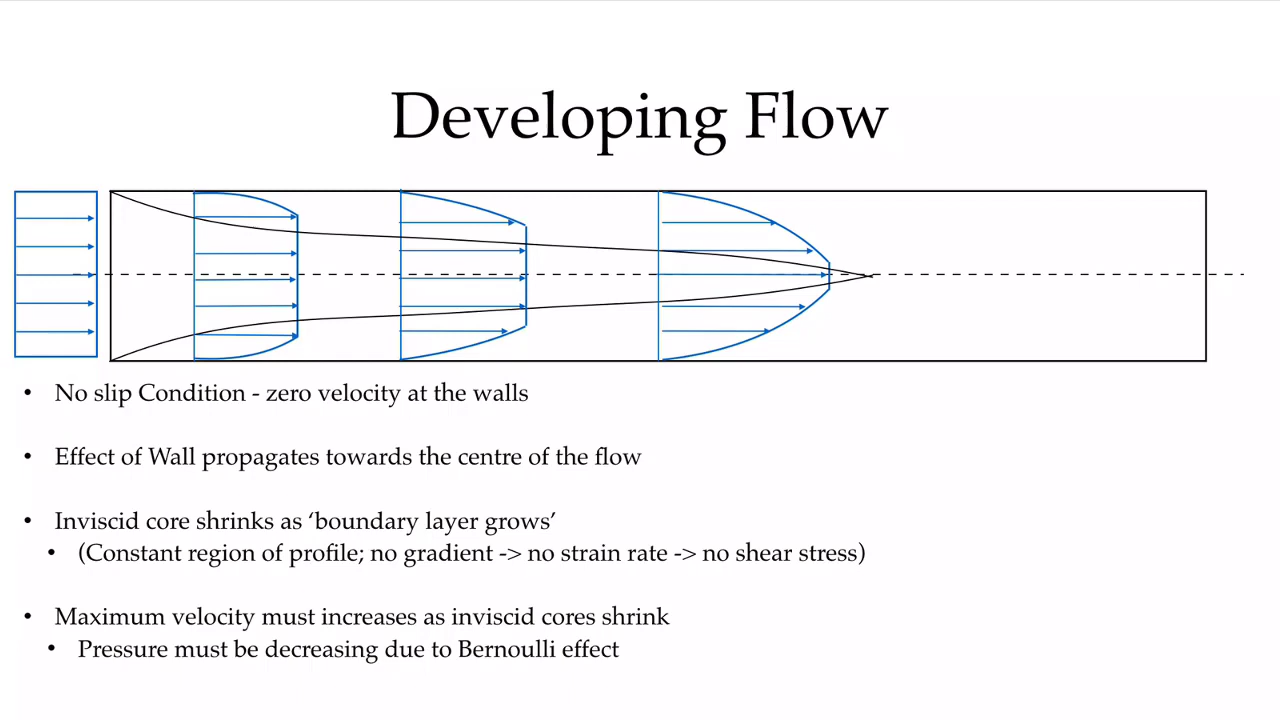 Developing Flow
• No slip Condition - zero velocity at the walls
• Effect of Wall propagates towards the centre of the flow
• Inviscid core shrinks as ‘boundary layer grows’
• (Constant region of profile; no gradient -> no strain rate -> no shear stress)
• Maximum velocity must increases as inviscid cores shrink
• Pressure must be decreasing due to Bernoulli effect